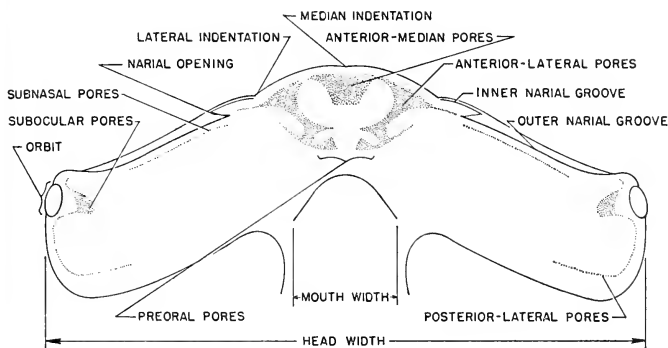 MEDIAN INDENTATION
LATERAL INDENTATION
ANTERIOR-MEDIAN PORES
NARIAL OPENING
ANTERIOR-LATERAL PORES
SUBNASAL PORES
INNER NARIAL GROOVE
SUBOCULAR PORES
OUTER NARIAL GROOVE
ORBIT
MOUTH WIDTH
PREORAL PORES
POSTERIOR-LATERAL PORES
HEAD WIDTH